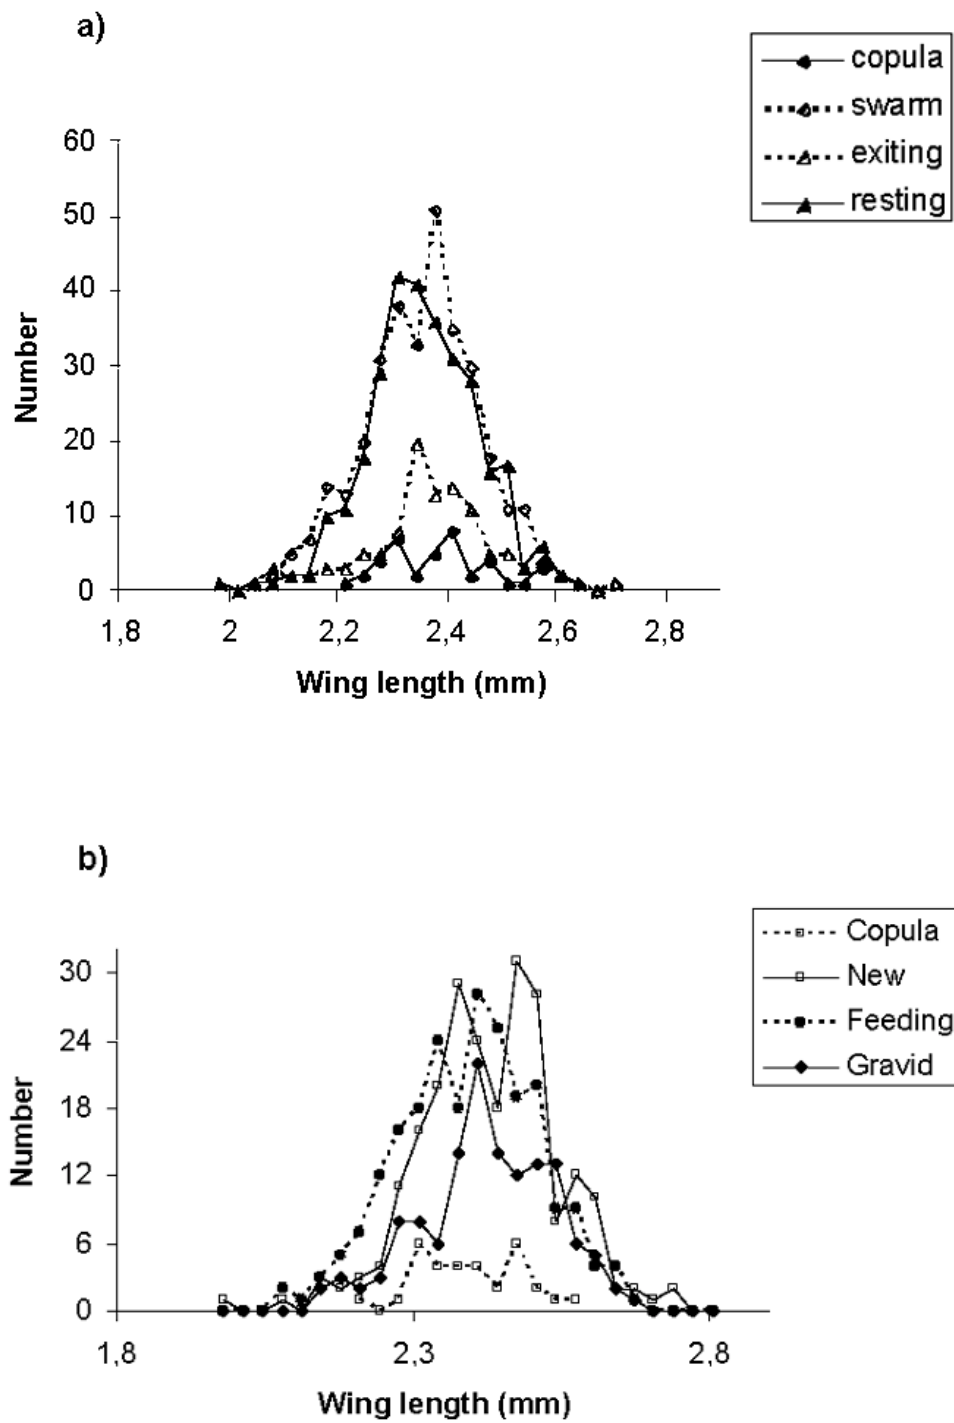 a)
copula
swarm
exiting
resting
60
50
40
30
20
10
0
Number
1,8 2 2,2 2,4 2,6 2,8
Wing length (mm)
b)
Copula
New
Feeding
Gravid
30
24
18
12
6
0
Number
1,8 2,3 2,8
Wing length (mm)